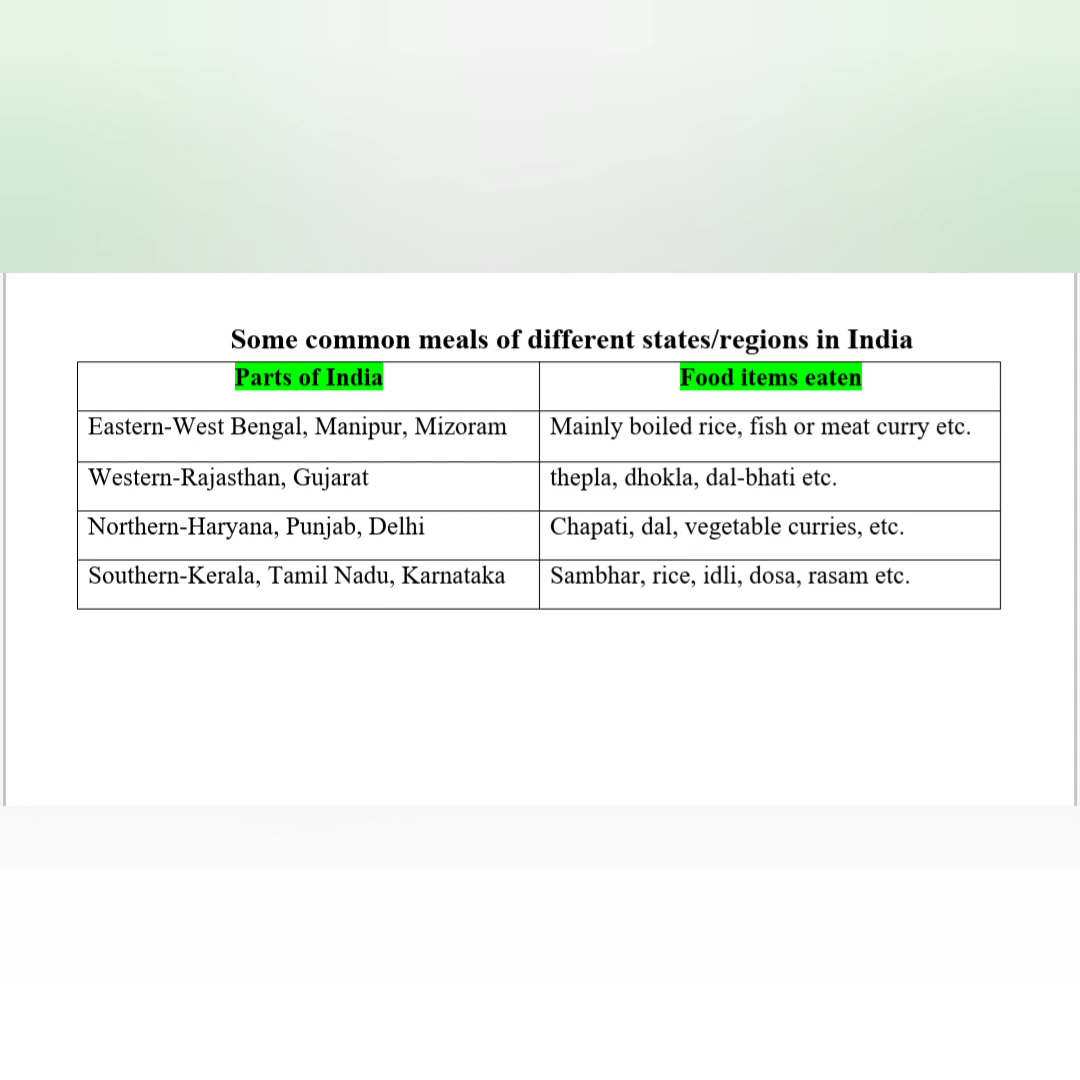 Some common meals of different states/regions in India
Parts of India Food items eaten
Eastern-West Bengal, Manipur, Mizoram Mainly boiled rice, fish or meat curry etc.
Western-Rajasthan, Gujarat thepla, dhokla, dal-bhati etc.
Northern-Haryana, Punjab, Delhi Chapati, dal, vegetable curries, etc.
Southern-Kerala, Tamil Nadu, Karnataka Sambhar, rice, idli, dosa, rasam etc.